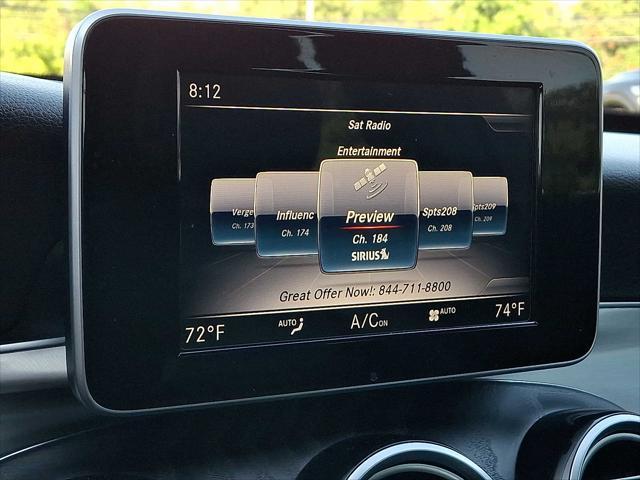 8:12
Sat Radio
Entertainment
Verge
Ch. 173
Influenc
Ch. 174
Preview
Ch. 184
SIRIUS
Spts208
Ch. 208
Spts209
Ch. 209
Great Offer Now!: 844-711-8800
72°F
AUTO
A/C ON
AUTO
74°F